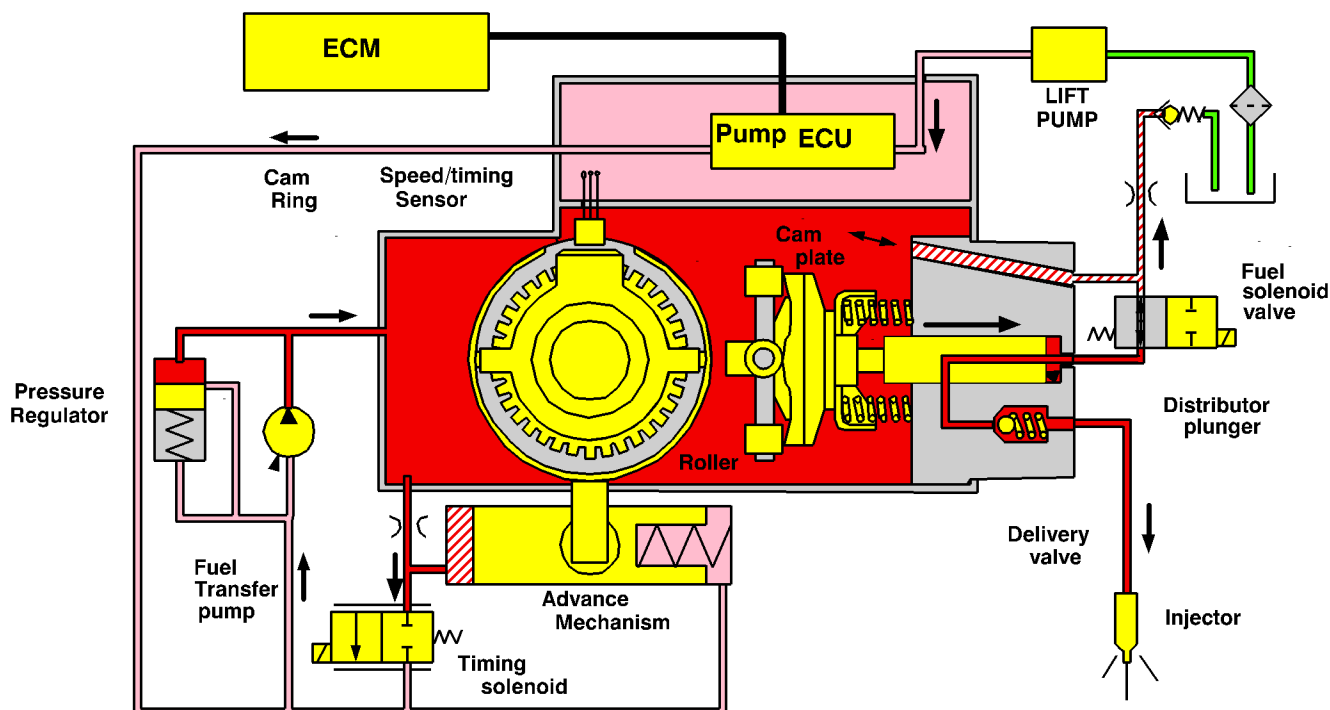 ECM
LIFT
PUMP
Pump ECU
Cam
Ring
Speed/timing
Sensor
Cam
plate
Fuel
solenoid
valve
Pressure
Regulator
Distributor
plunger
Roller
Delivery
valve
Fuel
Transfer
pump
Advance
Mechanism
Injector
Timing
solenoid